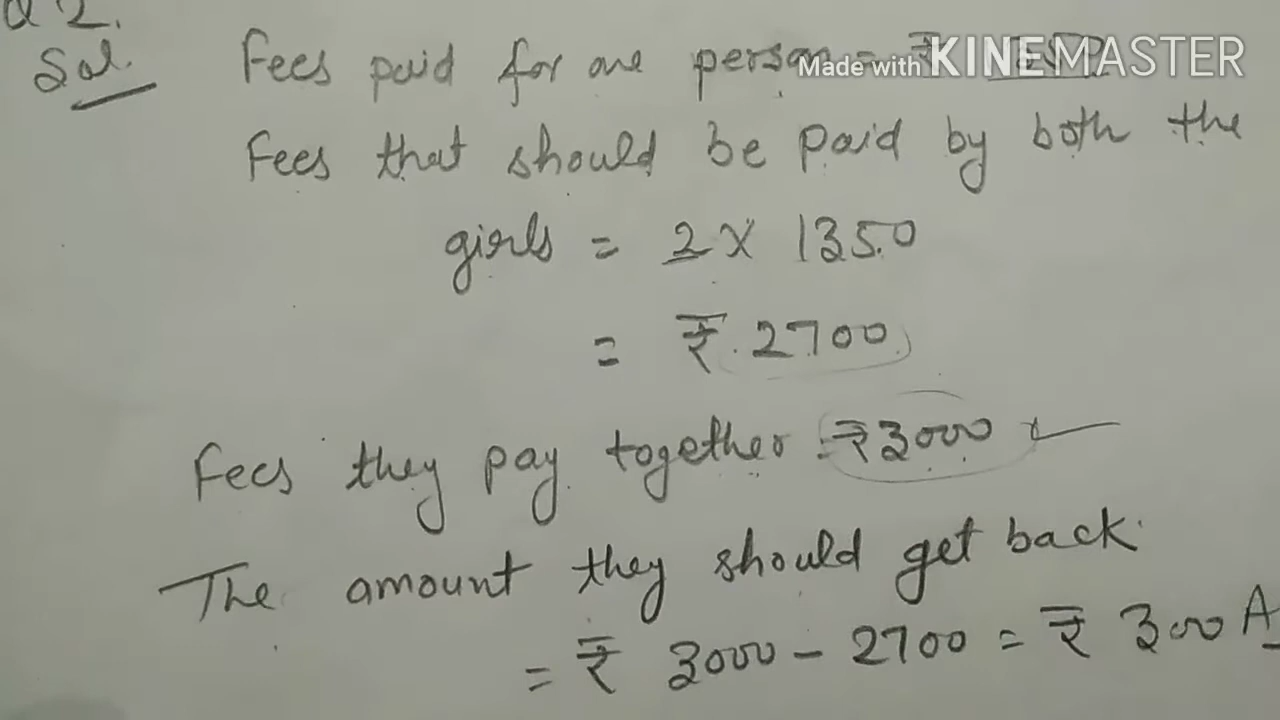 Q 2.
Sol. Fees paid for one person = ₹
Made with KINEMASTER
Fees that should be paid by both the
girls = 2 X 1350
= ₹ 2700
Fees they pay together = ₹3000
The amount they should get back.
= ₹ 3000 - 2700 = ₹ 300 A